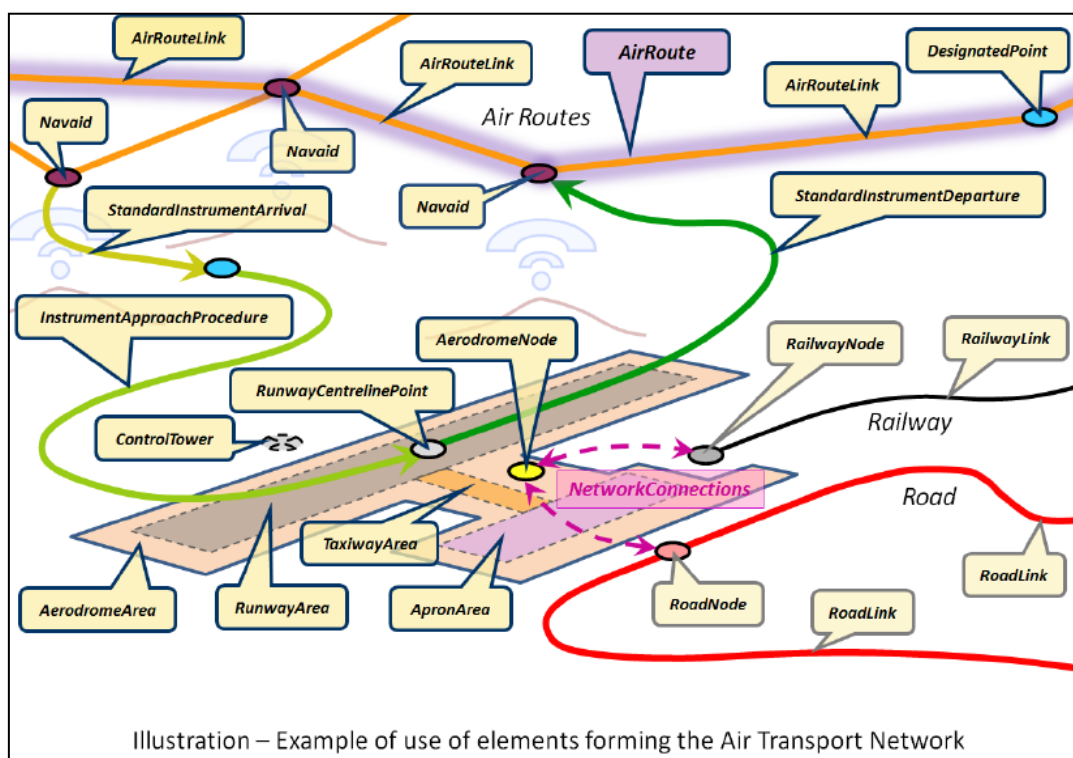 AirRouteLink
AirRouteLink
AirRoute
DesignatedPoint
AirRouteLink
Navaid
Air Routes
Navaid
Navaid
StandardInstrumentArrival
StandardInstrumentDeparture
InstrumentApproachProcedure
AerodromeNode
RailwayNode
RailwayLink
RunwayCentrelinePoint
ControlTower
Railway
NetworkConnections
Road
TaxiwayArea
RoadLink
AerodromeArea
RunwayArea
ApronArea
RoadNode
RoadLink
Illustration – Example of use of elements forming the Air Transport Network